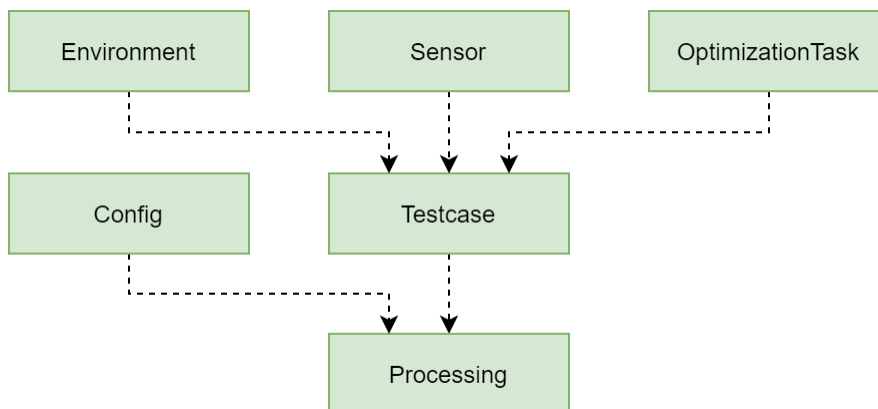 Environment
Sensor
OptimizationTask
Config
Testcase
Processing